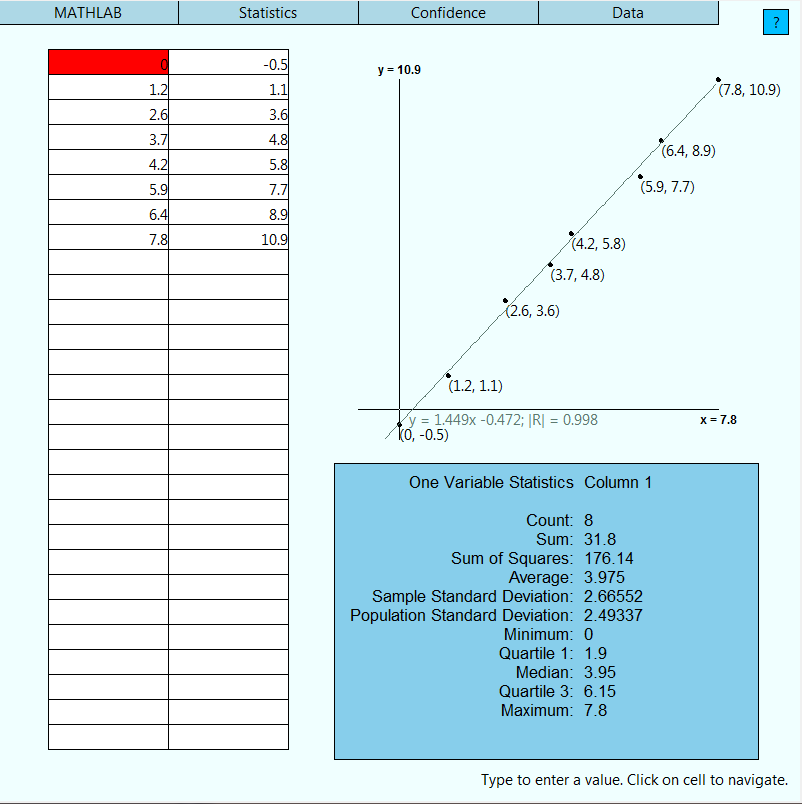 MATHLAB Statistics Confidence Data
?
0 -0.5
1.2 1.1
2.6 3.6
3.7 4.8
4.2 5.8
5.9 7.7
6.4 8.9
7.8 10.9
y = 10.9
(7.8, 10.9)
(6.4, 8.9)
(5.9, 7.7)
(4.2, 5.8)
(3.7, 4.8)
(2.6, 3.6)
(1.2, 1.1)
y = 1.449x -0.472; |R| = 0.998
x = 7.8
(0, -0.5)
One Variable Statistics Column 1
Count: 8
Sum: 31.8
Sum of Squares: 176.14
Average: 3.975
Sample Standard Deviation: 2.66552
Population Standard Deviation: 2.49337
Minimum: 0
Quartile 1: 1.9
Median: 3.95
Quartile 3: 6.15
Maximum: 7.8
Type to enter a value. Click on cell to navigate.